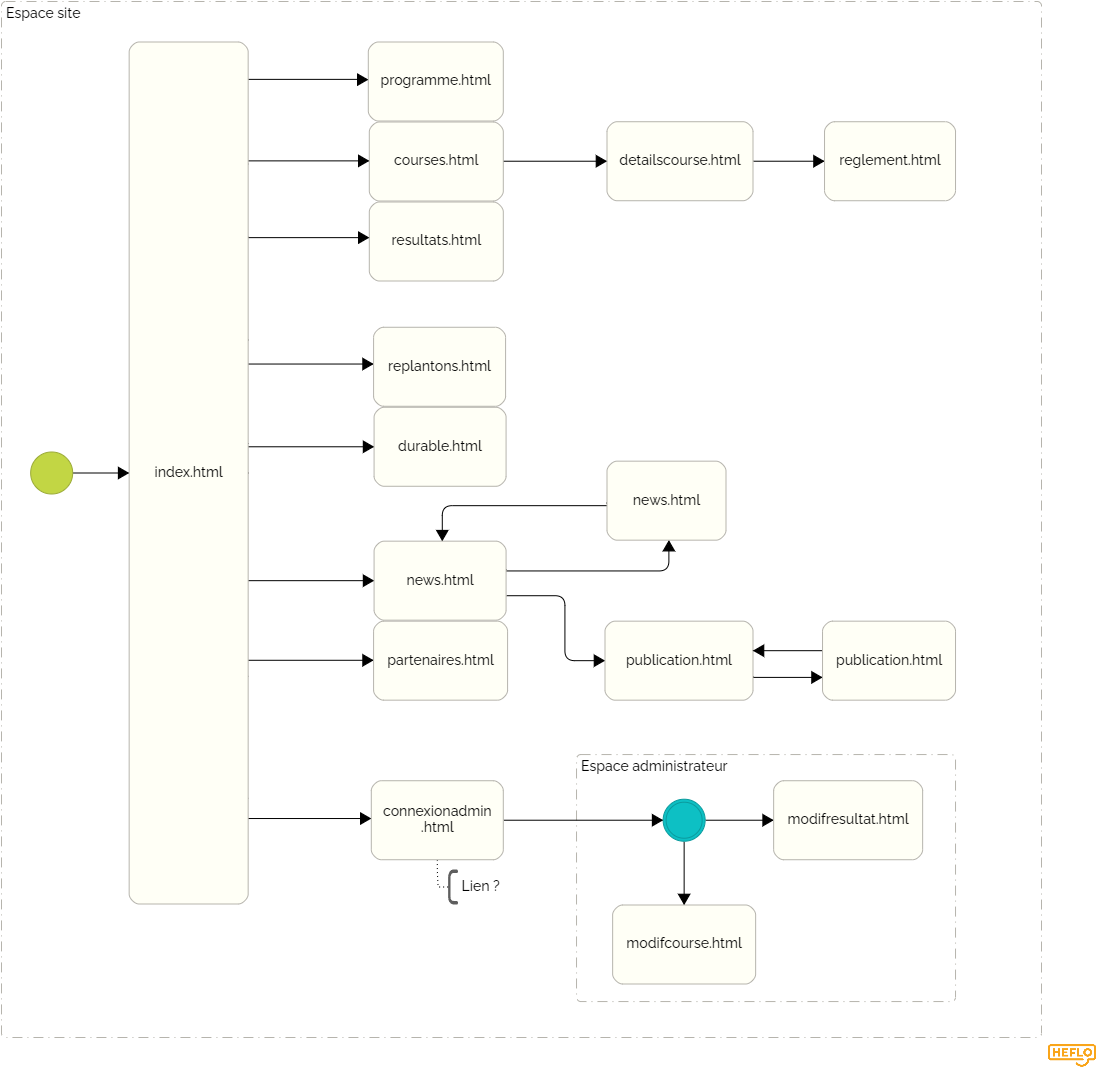 Espace site
programme.html
courses.html
detailscourse.html
reglement.html
resultats.html
replantons.html
durable.html
index.html
news.html
news.html
partenaires.html
publication.html
publication.html
Espace administrateur
connexionadmin
.html
modifresultat.html
Lien ?
modifcourse.html
HEFLO